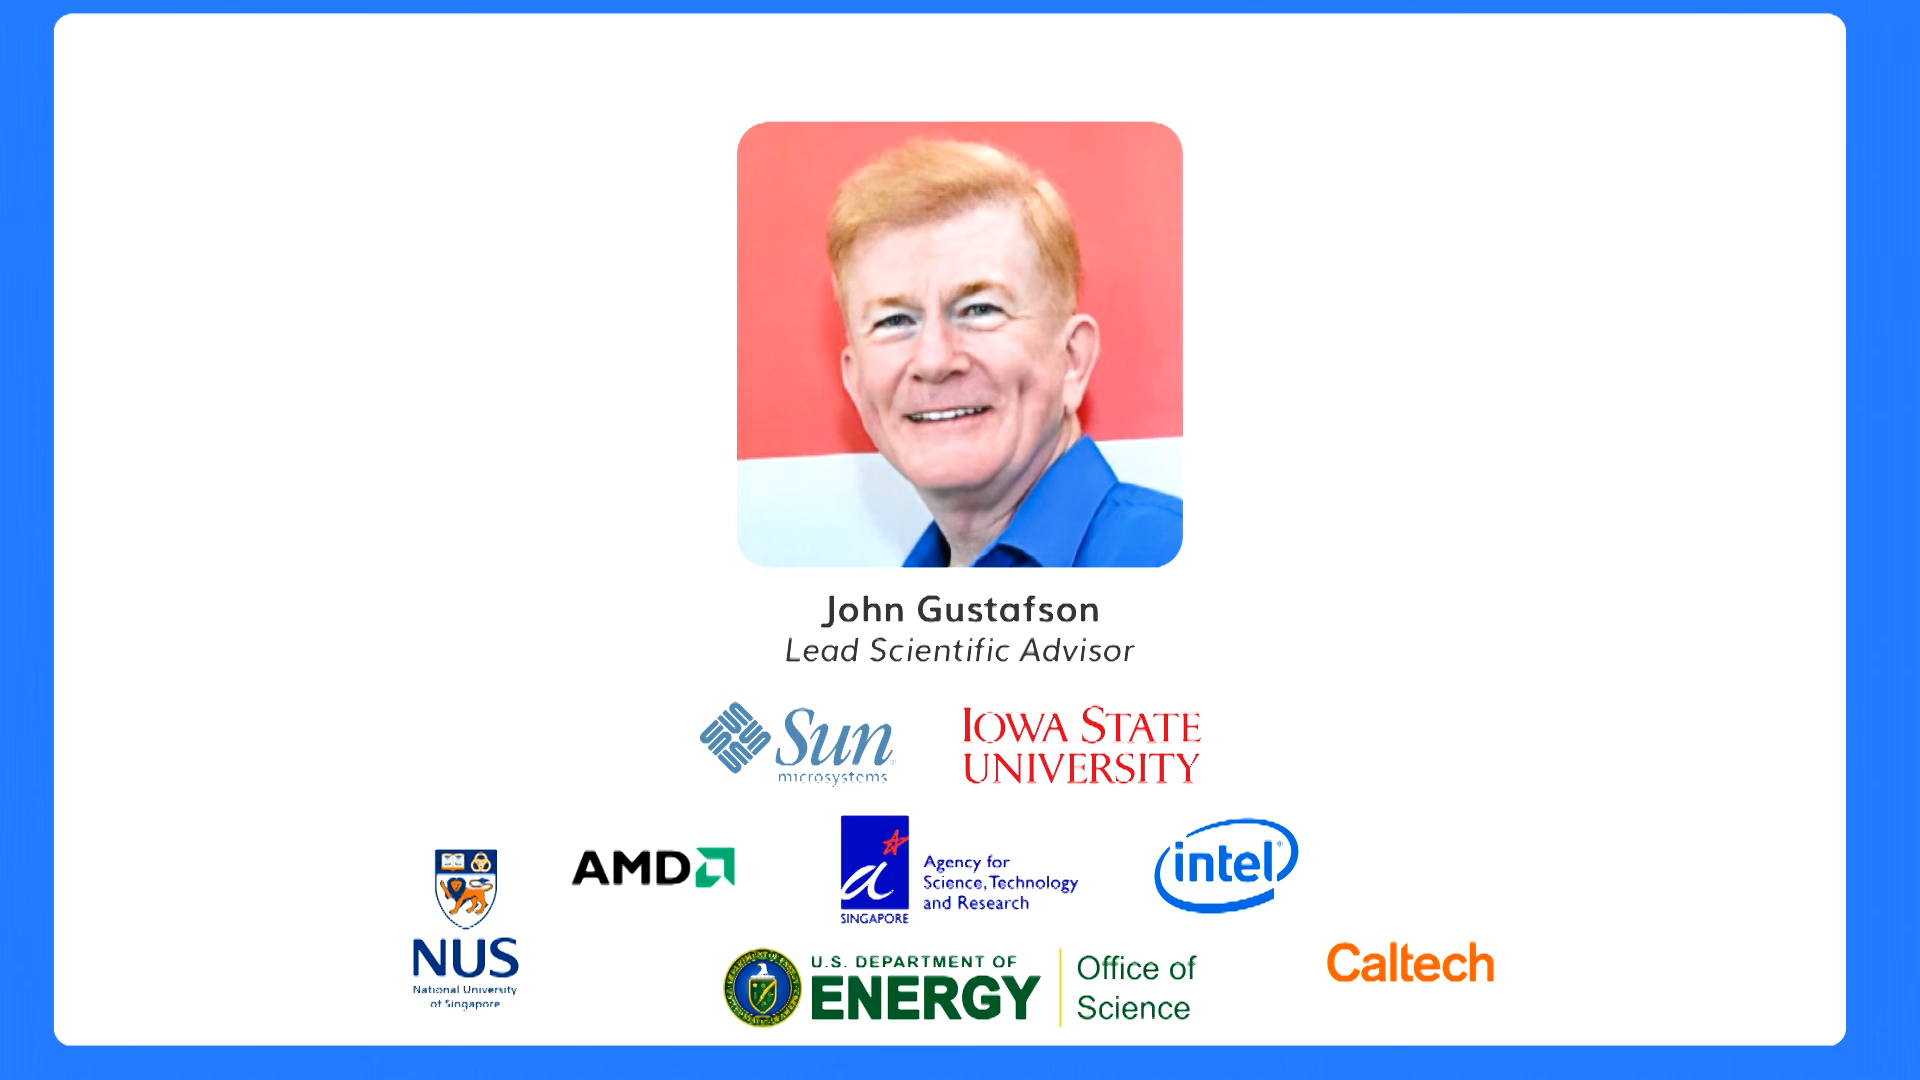 John Gustafson
Lead Scientific Advisor
Sun
microsystems
IOWA STATE
UNIVERSITY
AMD
Agency for
Science, Technology
and Research
SINGAPORE
intel
NUS
National University
of Singapore
U.S. DEPARTMENT OF
ENERGY
Office of
Science
Caltech